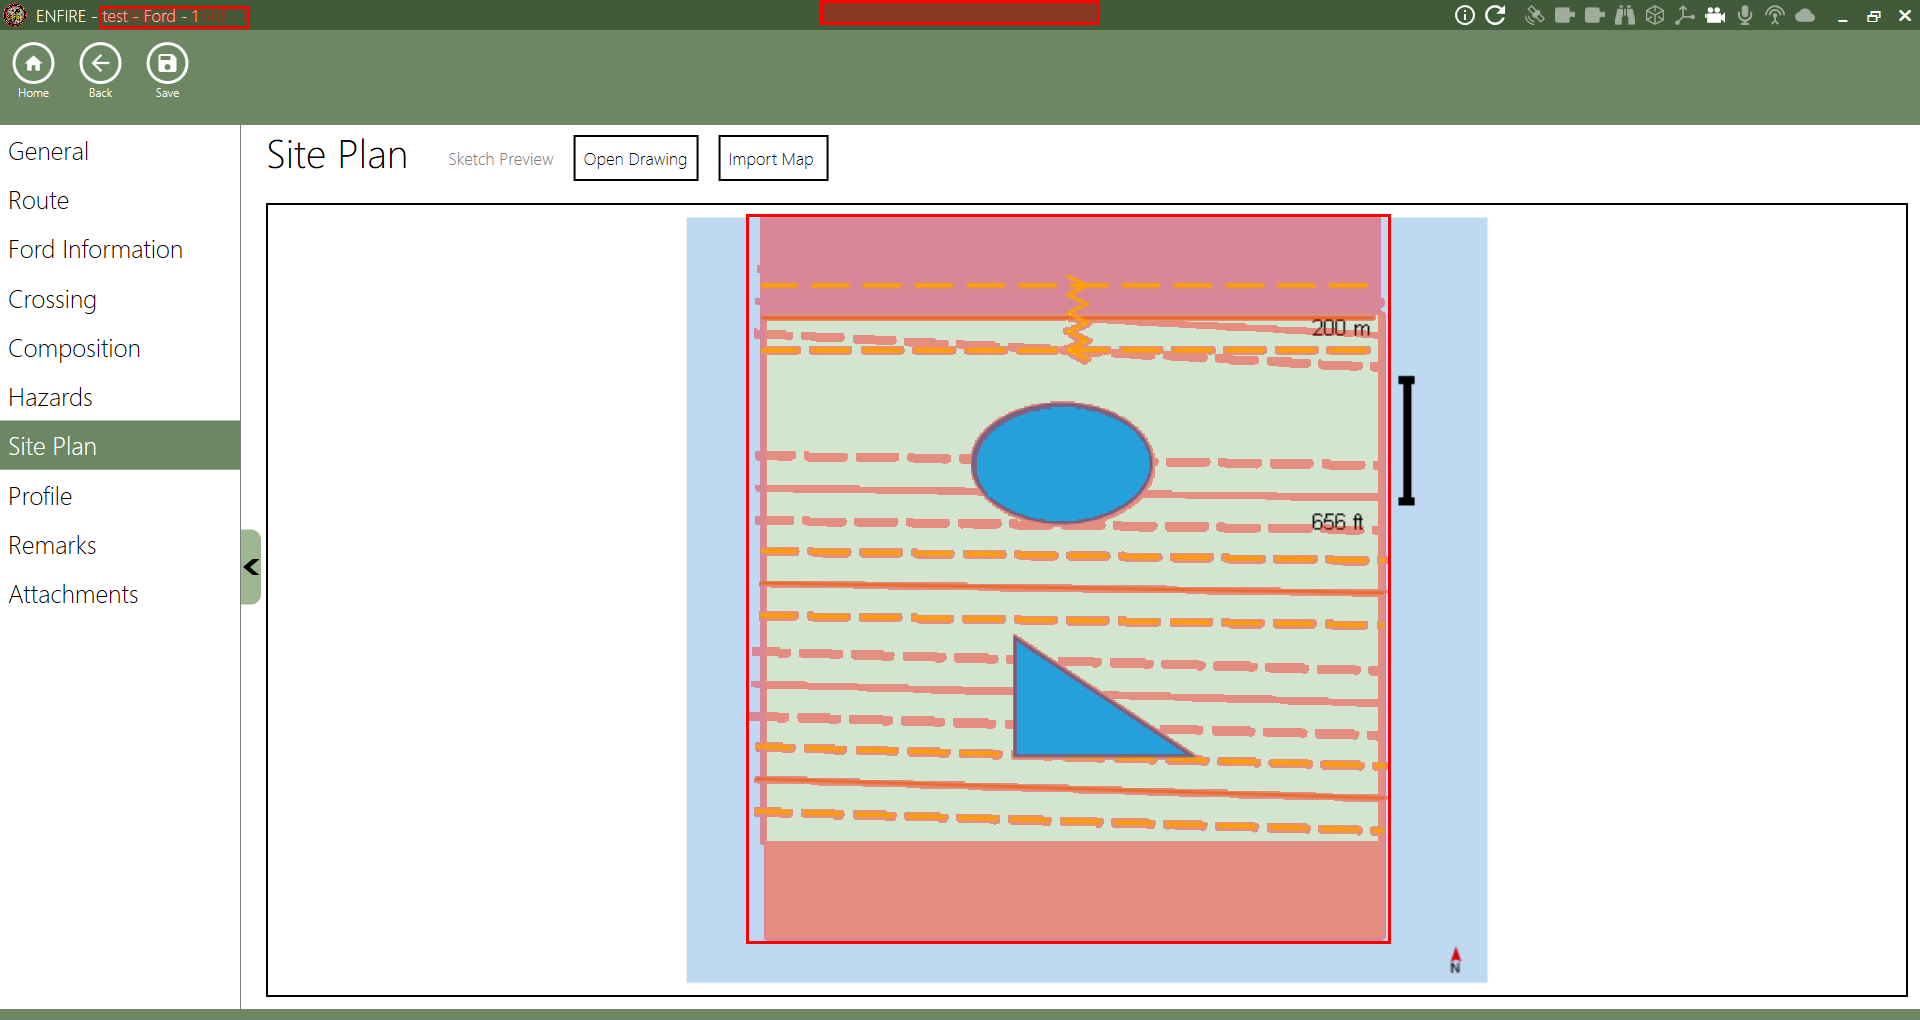 ENFIRE - test - Ford - 1
Home
Back
Save
General
Route
Ford Information
Crossing
Composition
Hazards
Site Plan
Profile
Remarks
Attachments
Site Plan
Sketch Preview
Open Drawing
Import Map
200 m
656 ft
N